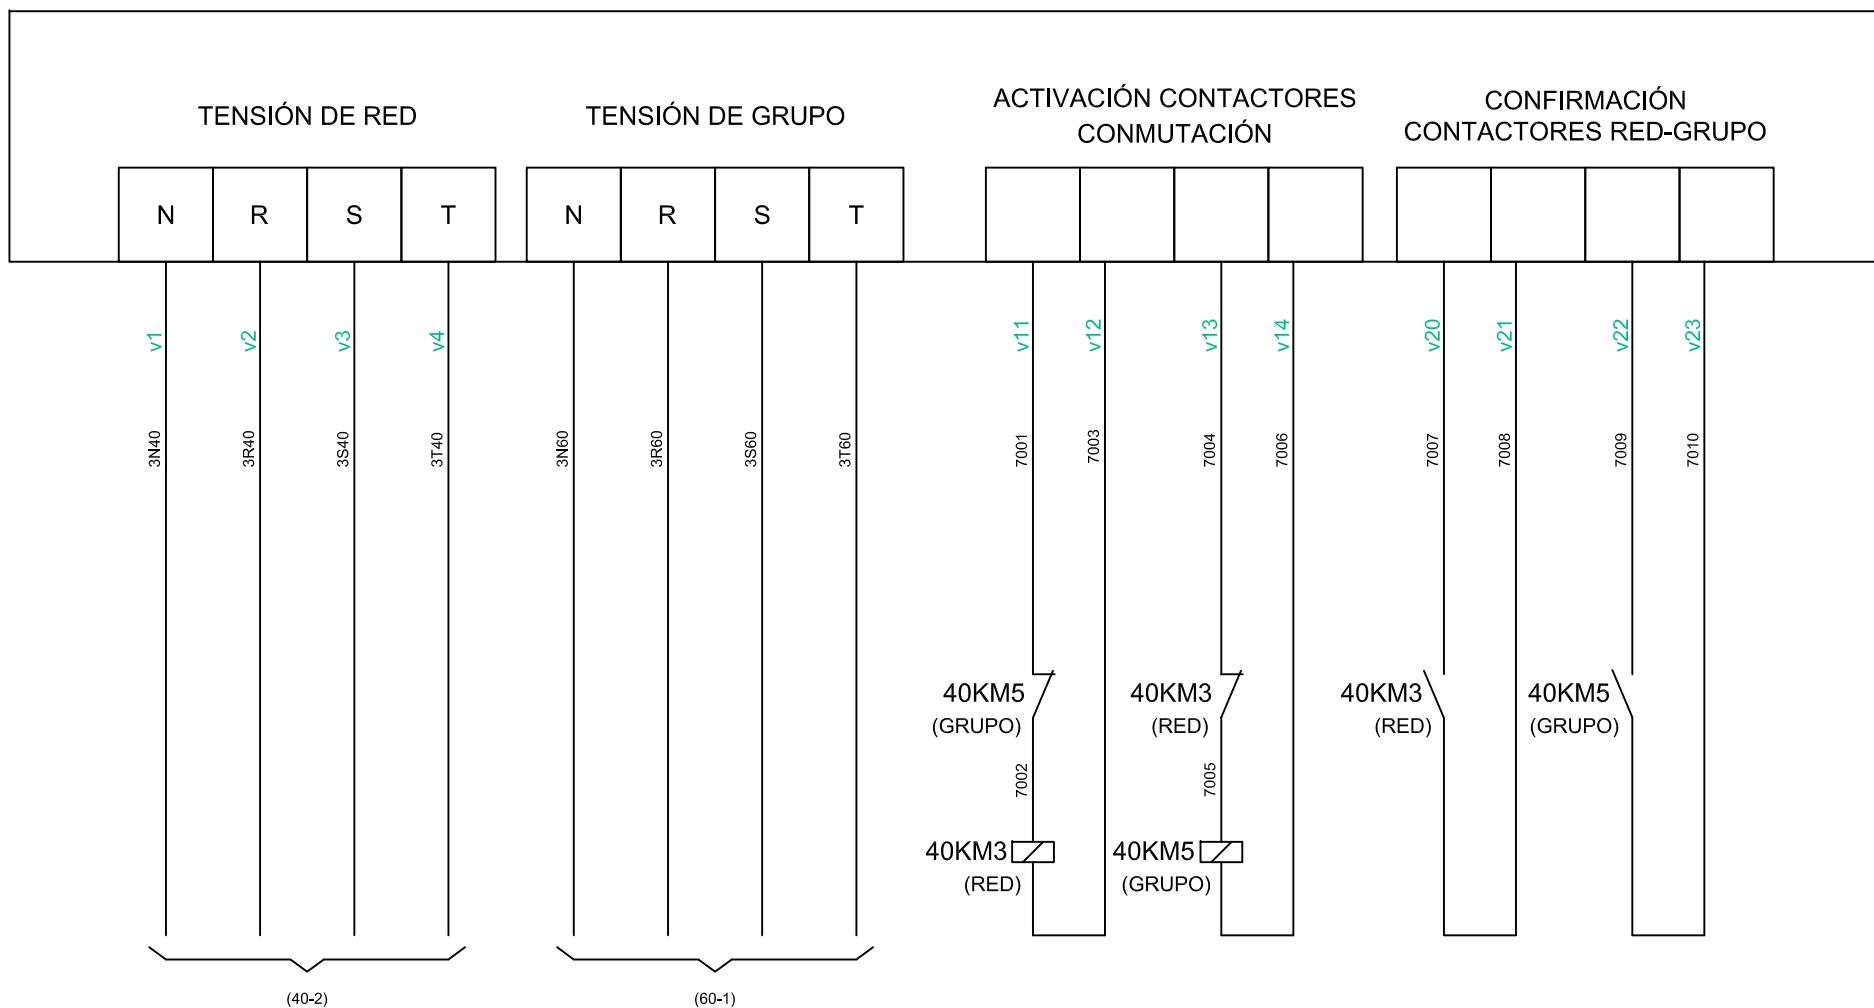 TENSIÓN DE RED
TENSIÓN DE GRUPO
ACTIVACIÓN CONTACTORES
CONMUTACIÓN
CONFIRMACIÓN
CONTACTORES RED-GRUPO
N R S T
N R S T
v1 v2 v3 v4
v11 v12 v13 v14
v20 v21 v22 v23
3N40 3R40 3S40 3T40
3N60 3R60 3S60 3T60
7001 7003 7004 7006
7007 7008 7009 7010
40KM5
(GRUPO)
40KM3
(RED)
40KM3
(RED)
40KM5
(GRUPO)
7002
7005
40KM3
(RED)
40KM5
(GRUPO)
(40-2)
(60-1)